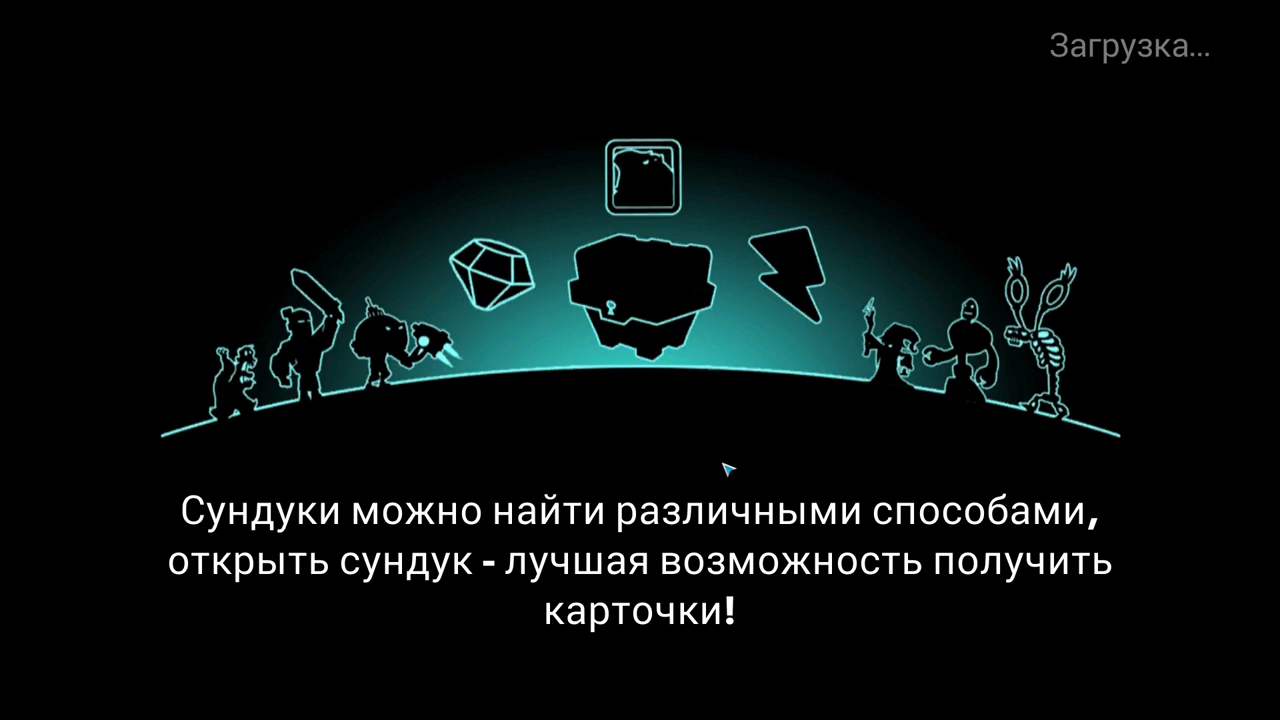 Загрузка...
Сундуки можно найти различными способами,
открыть сундук - лучшая возможность получить
карточки!